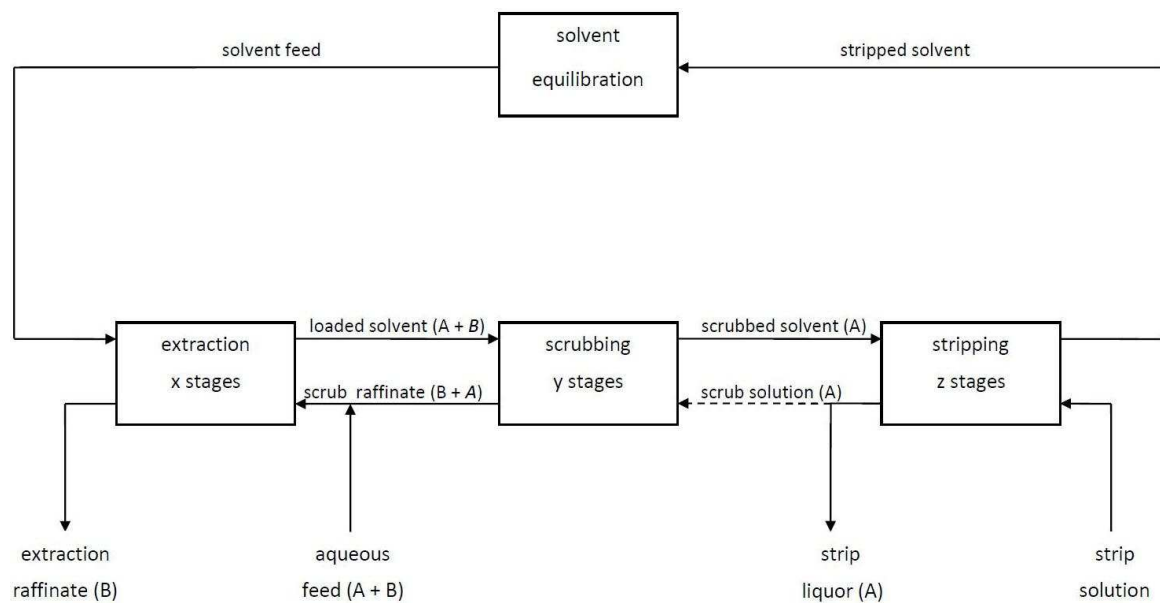 solvent
equilibration
solvent feed
stripped solvent
loaded solvent (A + B)
scrubbed solvent (A)
extraction
x stages
scrubbing
y stages
stripping
z stages
scrub raffinate (B + A)
scrub solution (A)
extraction
raffinate (B)
aqueous
feed (A + B)
strip
liquor (A)
strip
solution